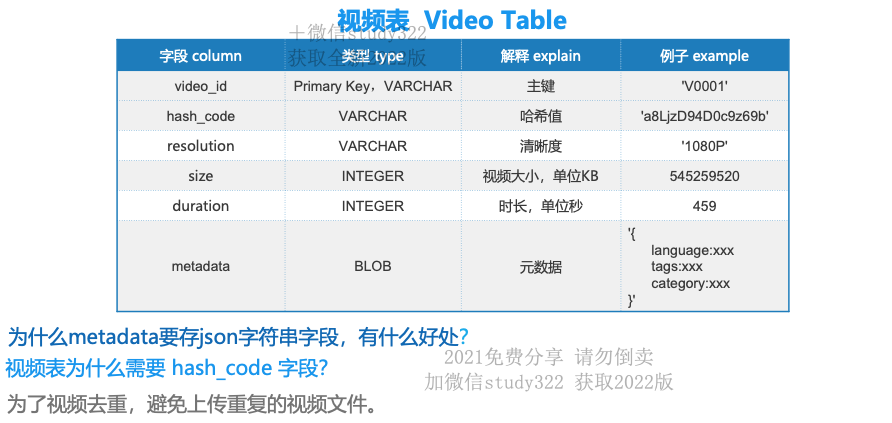 视频表 Video Table
＋微信study322
获取全新2022版
字段 column 类型 type 解释 explain 例子 example
video_id Primary Key，VARCHAR 主键 'V0001'
hash_code VARCHAR 哈希值 'a8LjzD94D0c9z69b'
resolution VARCHAR 清晰度 '1080P'
size INTEGER 视频大小，单位KB 545259520
duration INTEGER 时长，单位秒 459
metadata BLOB 元数据 '{
language:xxx
tags:xxx
category:xxx
}'
为什么metadata要存json字符串字段，有什么好处?
视频表为什么需要 hash_code 字段?
2021免费分享 请勿倒卖
加微信study322 获取2022版
为了视频去重，避免上传重复的视频文件。